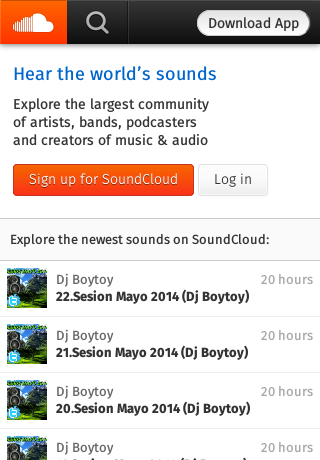 Download App
Hear the world's sounds
Explore the largest community
of artists, bands, podcasters
and creators of music & audio
Sign up for SoundCloud
Log in
Explore the newest sounds on SoundCloud:
Dj Boytoy
20 hours
22.Sesion Mayo 2014 (Dj Boytoy)
Dj Boytoy
20 hours
21.Sesion Mayo 2014 (Dj Boytoy)
Dj Boytoy
20 hours
20.Sesion Mayo 2014 (Dj Boytoy)
Dj Boytoy
20 hours